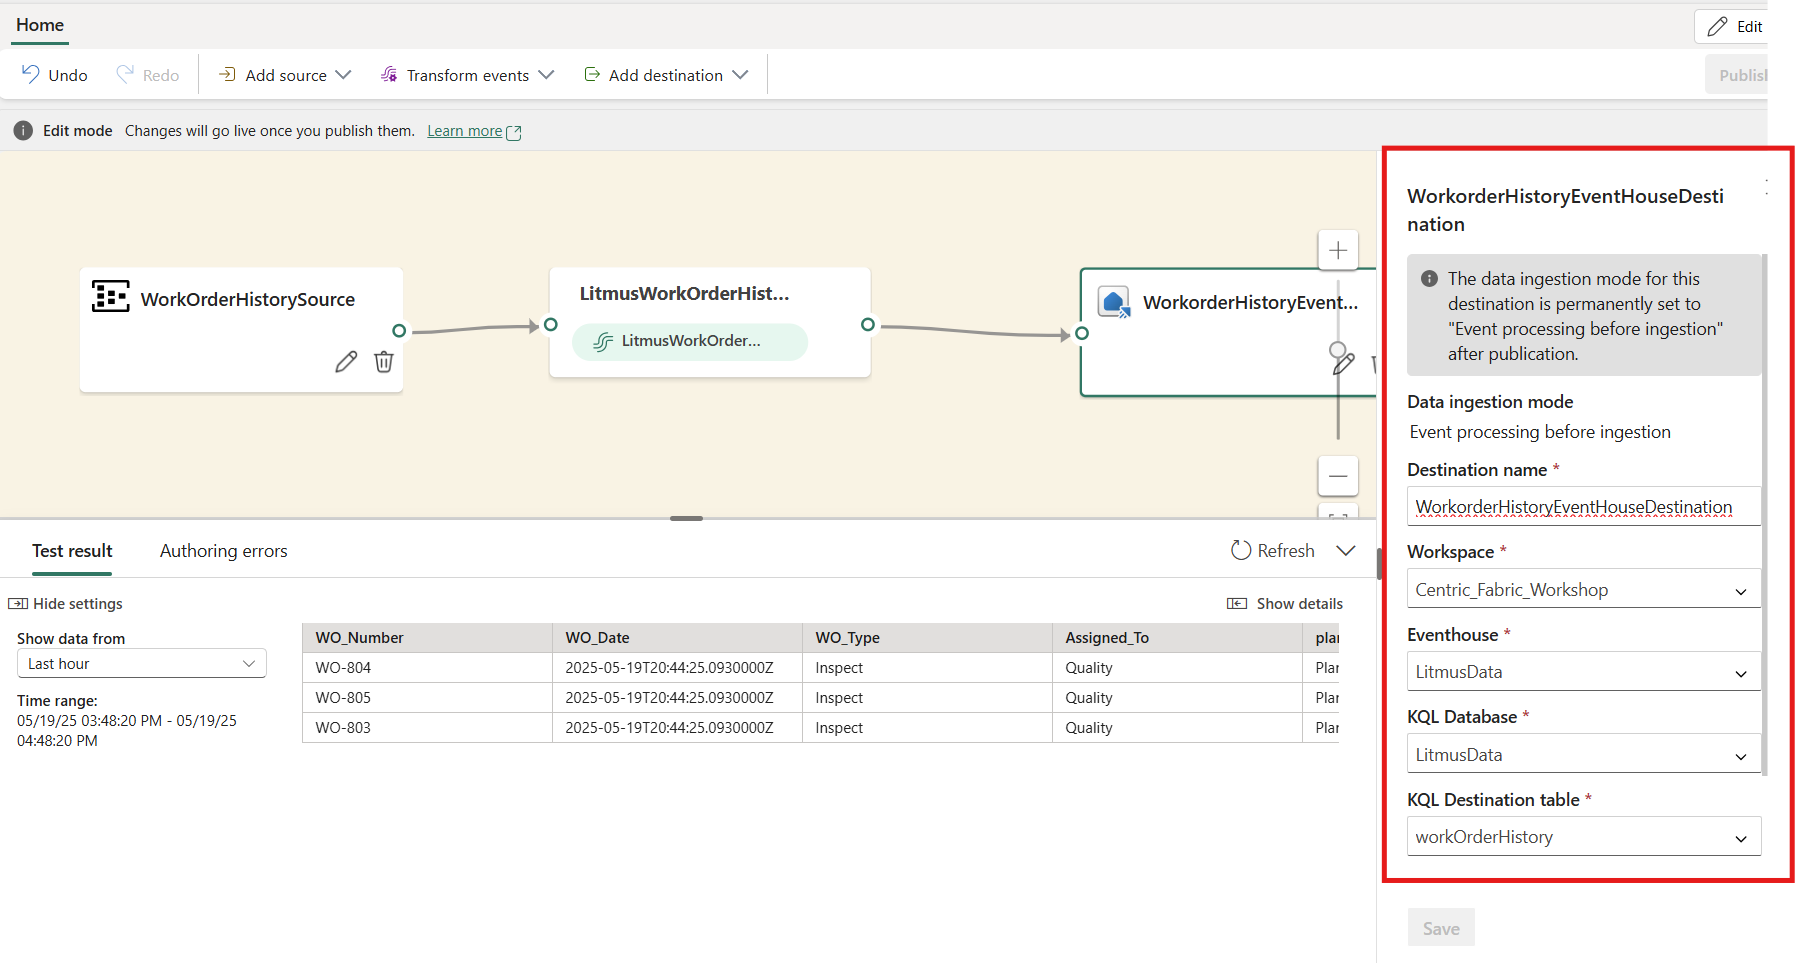 Home
Edit
Undo
Redo
Add source
Transform events
Add destination
Edit mode
Changes will go live once you publish them.
Learn more
WorkOrderHistorySource
LitmusWorkOrderHist...
LitmusWorkOrder...
WorkorderHistoryEvent...
WorkorderHistoryEventHouseDesti
nation
The data ingestion mode for this
destination is permanently set to
"Event processing before ingestion"
after publication.
Data ingestion mode
Event processing before ingestion
Destination name *
WorkorderHistoryEventHouseDestination
Workspace *
Centric_Fabric_Workshop
Eventhouse *
LitmusData
KQL Database *
LitmusData
KQL Destination table *
workOrderHistory
Save
Test result
Authoring errors
Refresh
Hide settings
Show details
Show data from
Last hour
Time range:
05/19/25 03:48:20 PM - 05/19/25
04:48:20 PM
WO_Number WO_Date WO_Type Assigned_To
WO-804 2025-05-19T20:44:25.0930000Z Inspect Quality
WO-805 2025-05-19T20:44:25.0930000Z Inspect Quality
WO-803 2025-05-19T20:44:25.0930000Z Inspect Quality